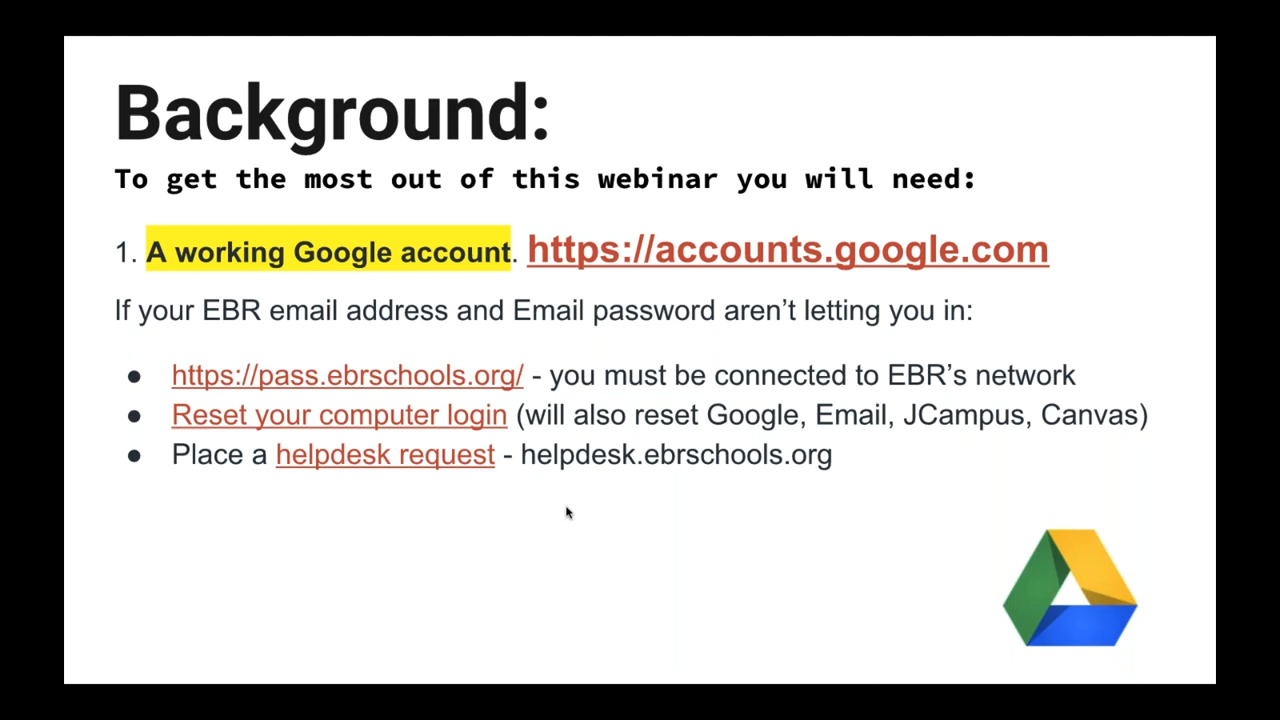 Background:
To get the most out of this webinar you will need:
1. A working Google account. https://accounts.google.com
If your EBR email address and Email password aren’t letting you in:
● https://pass.ebrschools.org/ - you must be connected to EBR’s network
● Reset your computer login (will also reset Google, Email, JCampus, Canvas)
● Place a helpdesk request - helpdesk.ebrschools.org